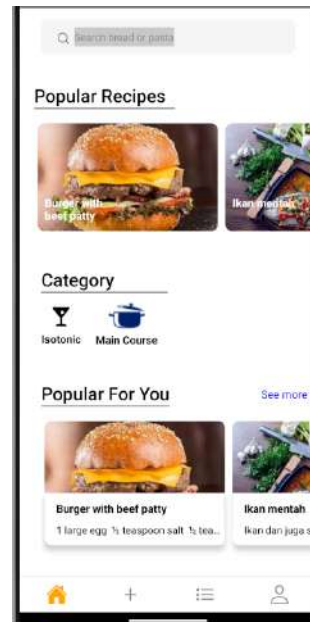 Search bread or pasta
Popular Recipes
Burger with
beef patty
Ikan mentah
Category
Isotonic
Main Course
Popular For You
See more
Burger with beef patty
1 large egg ½ teaspoon salt ½ tea...
Ikan mentah
Ikan dan juga s